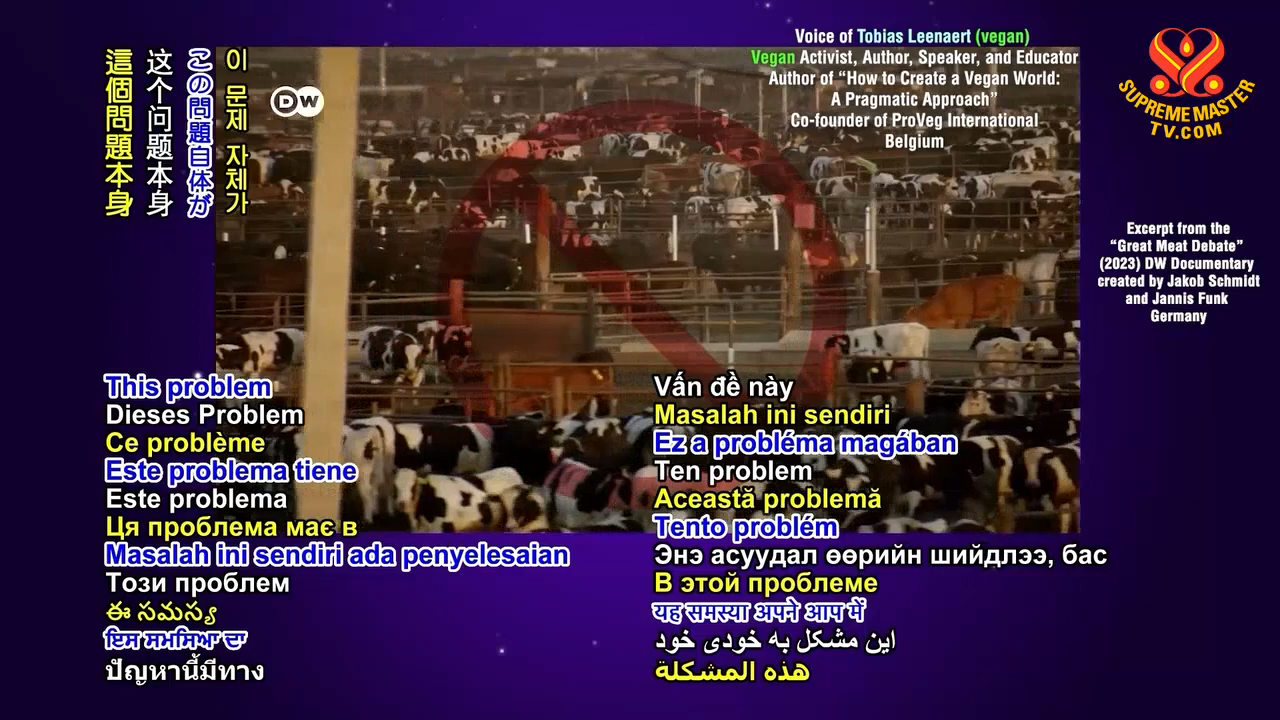 Voice of Tobias Leenaert (vegan)
Vegan Activist, Author, Speaker, and Educator
Author of “How to Create a Vegan World:
A Pragmatic Approach”
Co-founder of ProVeg International
Belgium
DW
SUPREME MASTER
TV.COM
Excerpt from the
“Great Meat Debate”
(2023) DW Documentary
created by Jakob Schmidt
and Jannis Funk
Germany
이 문제 자체가
この問題自体が
这个问题本身
這個問題本身
This problem
Dieses Problem
Ce problème
Este problema tiene
Este problema
Ця проблема має в
Masalah ini sendiri ada penyelesaian
Този проблем
ఈ సమస్య
ਇਸ ਸਮਸਿਆ ਦਾ
ปัญหานี้มีทาง
Vấn đề này
Masalah ini sendiri
Ez a probléma magában
Ten problem
Această problemă
Tento problém
Энэ асуудал өөрийн шийдлээ, бас
В этой проблеме
यह समस्या अपने आप में
این مشکل به خودی خود
هذه المشكلة